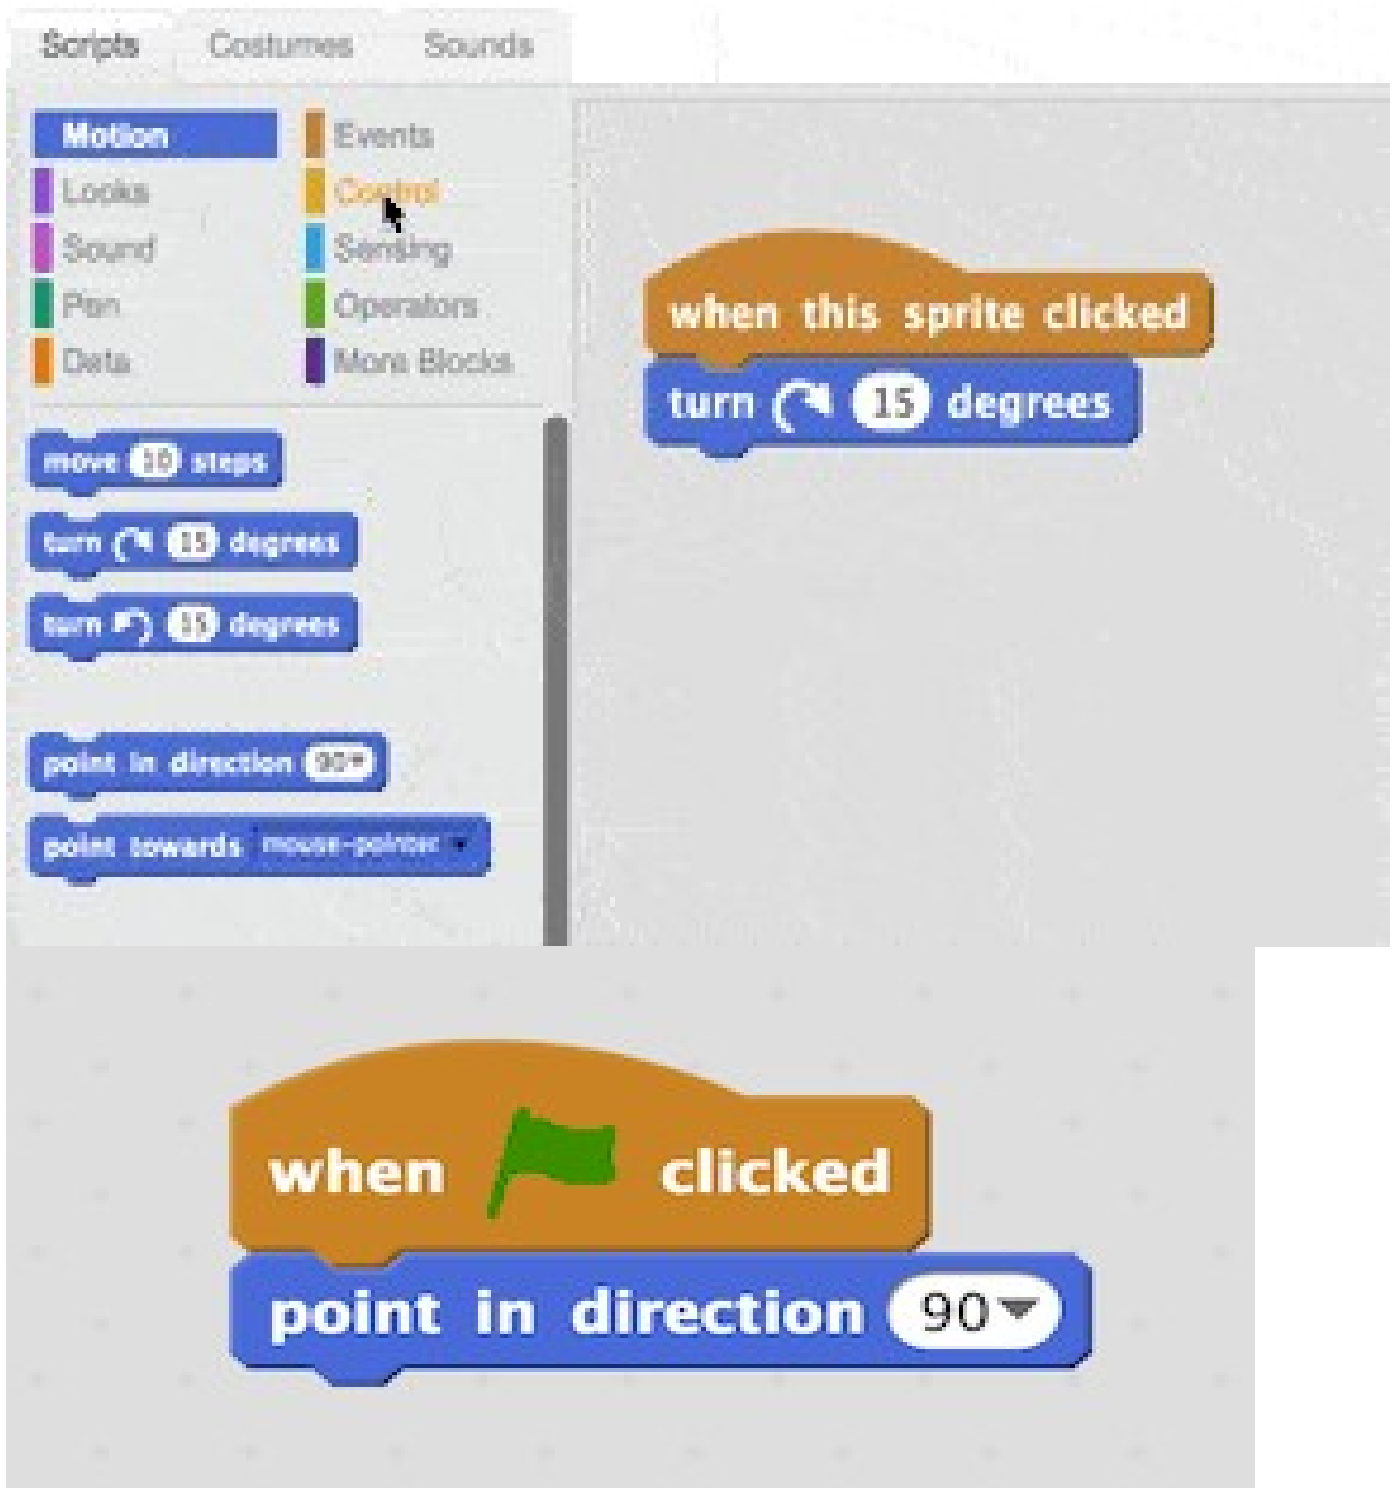 Scripts Costumes Sounds
Motion Events
Looks Control
Sound Sensing
Pen Operators
Data More Blocks
when this sprite clicked
turn 15 degrees
move 10 steps
turn 15 degrees
turn 15 degrees
point in direction 90
point towards mouse-pointer
when clicked
point in direction 90